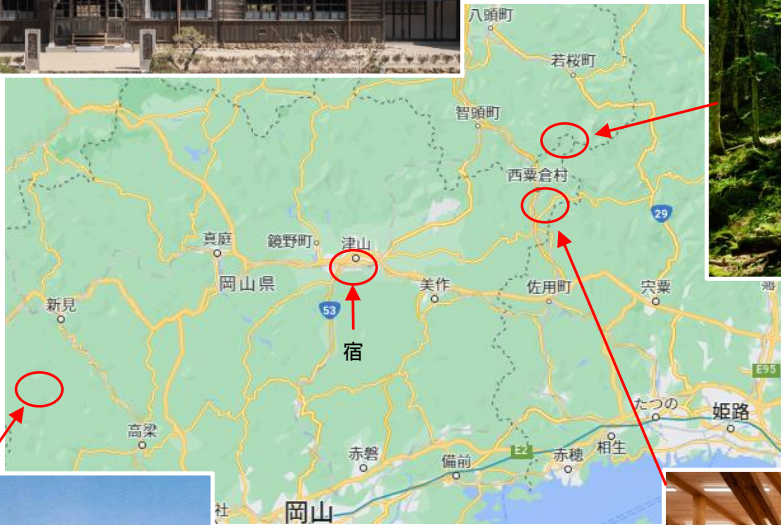 八頭町
若桜町
智頭町
西粟倉村
29
真庭
鏡野町
津山
岡山県
美作
佐用町
宍粟
新見
53
宿
E95
たつの
姫路
高梁
赤磐
備前
E2
赤穂
相生
社
岡山